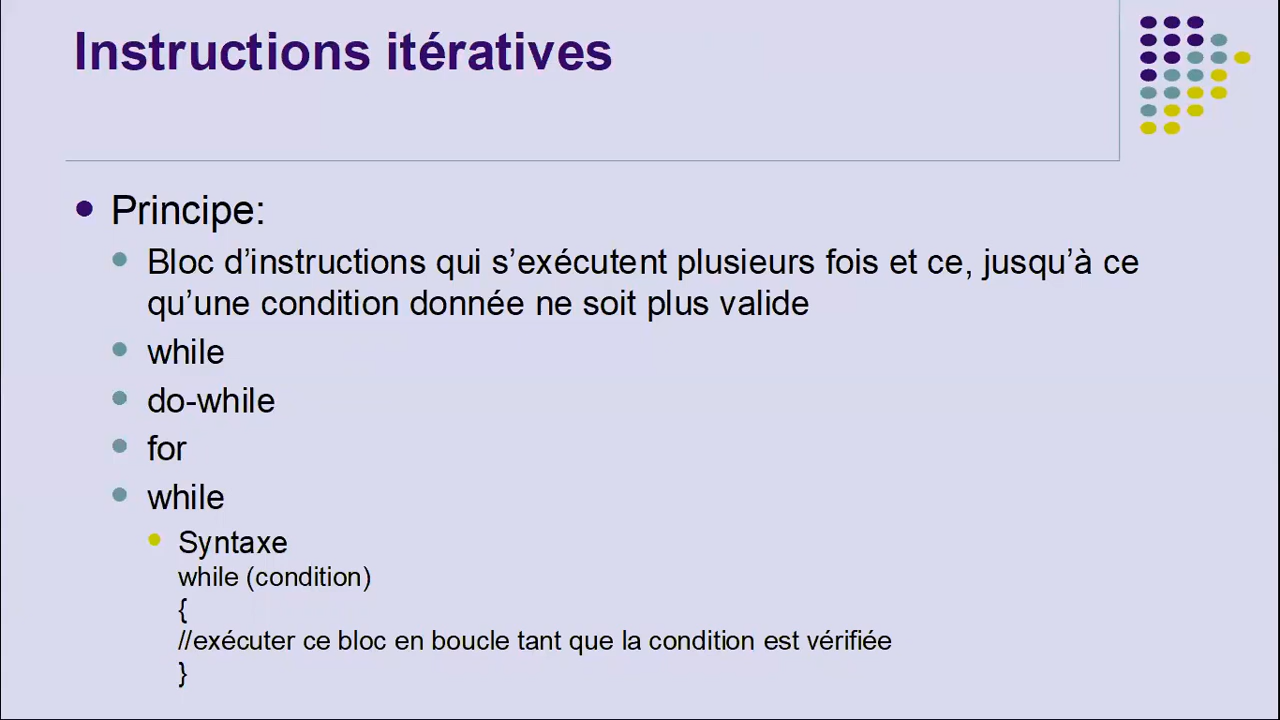 Instructions itératives
Principe:
Bloc d’instructions qui s’exécutent plusieurs fois et ce, jusqu’à ce
qu’une condition donnée ne soit plus valide
while
do-while
for
while
Syntaxe
while (condition)
{
//exécuter ce bloc en boucle tant que la condition est vérifiée
}